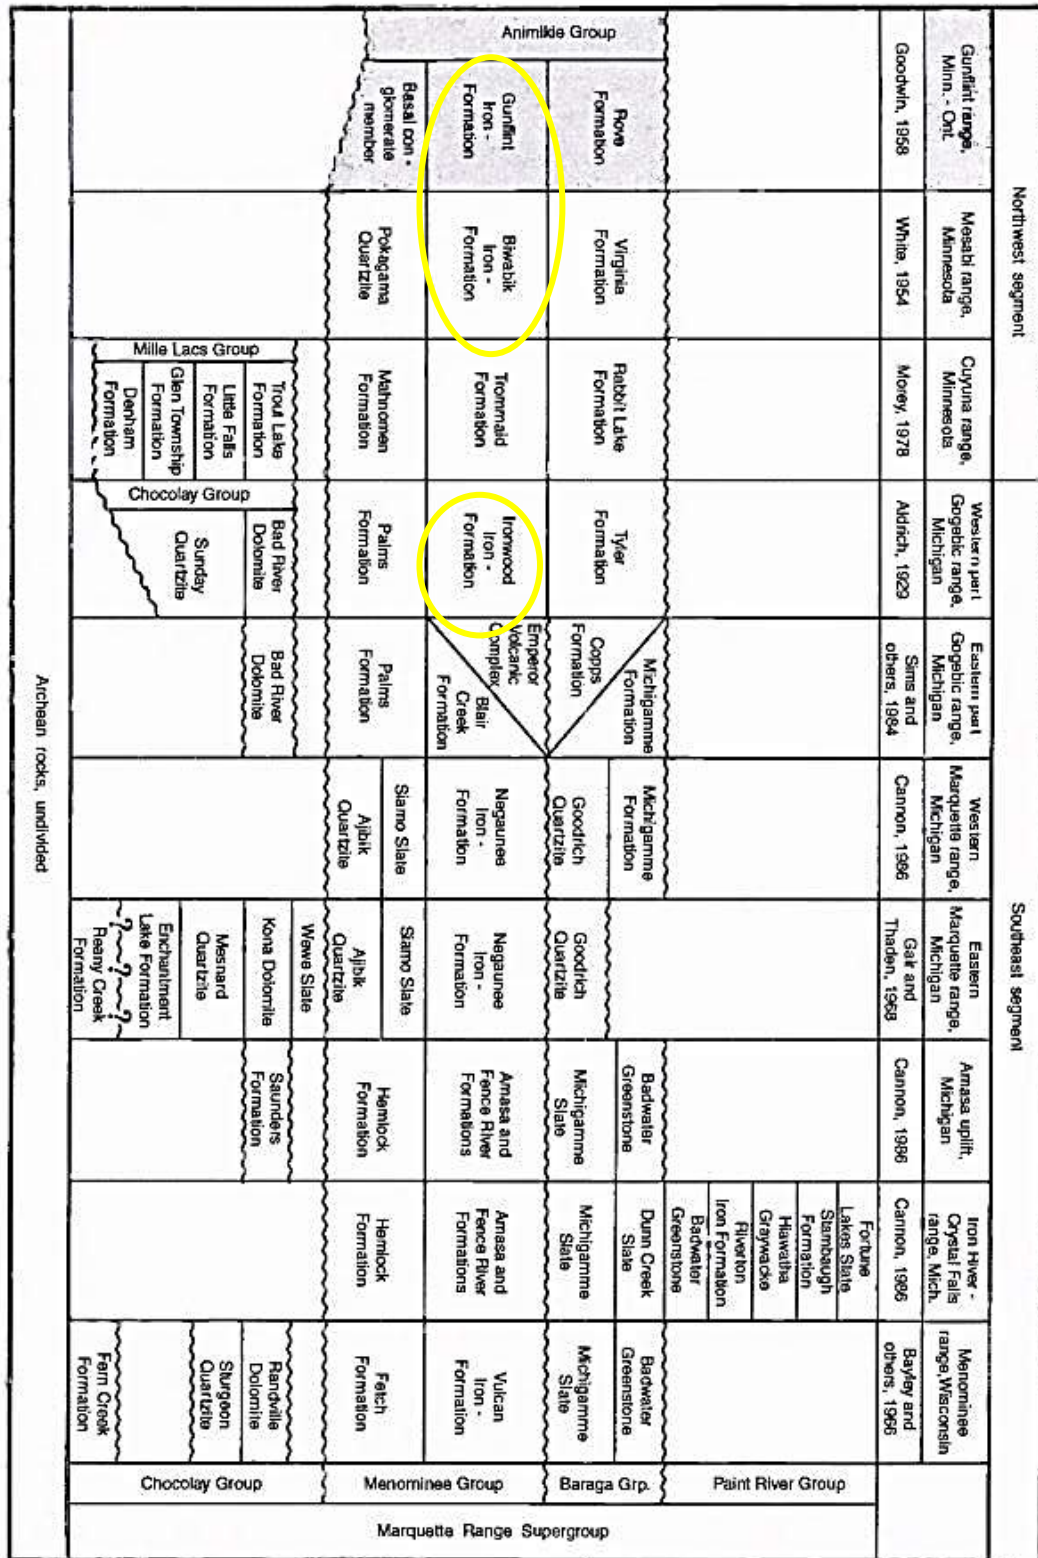 Northwest segment
Southeast segment
Gunflint range,
Minn. - Ont.
Mesabi range,
Minnesota
Cuyuna range,
Minnesota
Western part
Gogebic range,
Michigan
Eastern part
Gogebic range,
Michigan
Western
Marquette range,
Michigan
Eastern
Marquette range,
Michigan
Amasa uplift,
Michigan
Iron River -
Crystal Falls
range, Mich.
Menominee
range,Wisconsin
Goodwin, 1958
White, 1954
Morey, 1978
Aldrich, 1929
Sims and
others, 1984
Cannon, 1986
Gair and
Thaden, 1968
Cannon, 1986
Cannon, 1986
Bayley and
others, 1966
Animikie Group
Rove
Formation
Gunflint
Iron -
Formation
Basal con -
glomerate
member
Virginia
Formation
Biwabik
Iron -
Formation
Pokagama
Quartzite
Rabbit Lake
Formation
Trommald
Formation
Mahnomen
Formation
Mille Lacs Group
Trout Lake
Formation
Little Falls
Formation
Glen Township
Formation
Denham
Formation
Tyler
Formation
Ironwood
Iron -
Formation
Palms
Formation
Chocolay Group
Bad River
Dolomite
Sunday
Quartzite
Michigamme
Formation
Copps
Formation
Emperor
Volcanic
Complex
Blair
Creek
Formation
Palms
Formation
Bad River
Dolomite
Michigamme
Formation
Goodrich
Quartzite
Negaunee
Iron -
Formation
Siamo Slate
Ajibik
Quartzite
Goodrich
Quartzite
Negaunee
Iron -
Formation
Siamo Slate
Ajibik
Quartzite
Wewe Slate
Kona Dolomite
Mesnard
Quartzite
Enchantment
Lake Formation
? ? ? ?
Reany Creek
Formation
Badwater
Greenstone
Michigamme
Slate
Amasa and
Fence River
Formations
Hemlock
Formation
Saunders
Formation
Fortune
Lakes Slate
Stambaugh
Formation
Hiawatha
Graywacke
Riverton
Iron Formation
Badwater
Greenstone
Dunn Creek
Slate
Michigamme
Slate
Amasa and
Fence River
Formations
Hemlock
Formation
Badwater
Greenstone
Michigamme
Slate
Vulcan
Iron -
Formation
Fetch
Formation
Randville
Dolomite
Sturgeon
Quartzite
Fern Creek
Formation
Paint River Group
Baraga Grp.
Menominee Group
Chocolay Group
Marquette Range Supergroup
Archean rocks, undivided